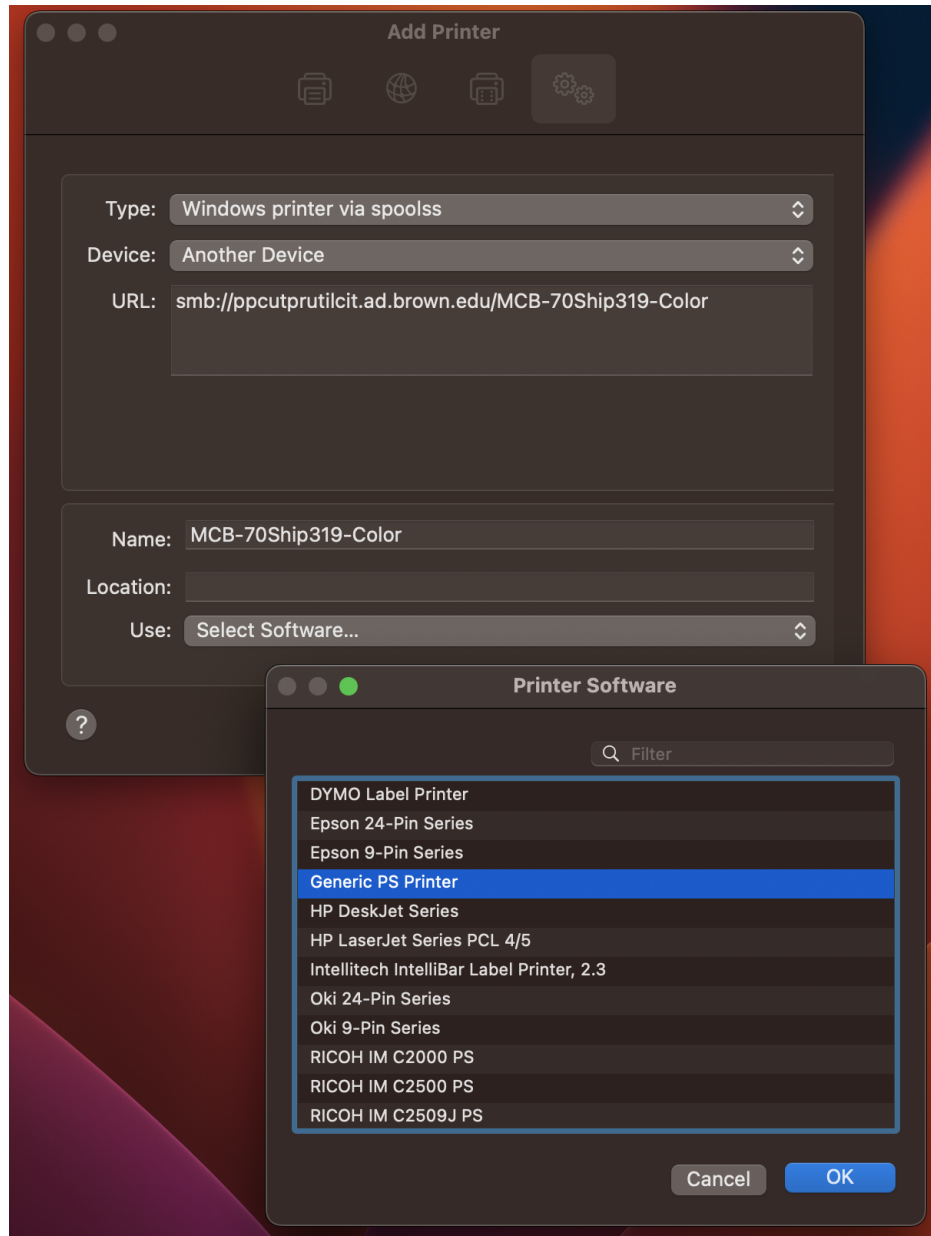 Add Printer
Type: Windows printer via spoolss
Device: Another Device
URL: smb://ppcutprutilcit.ad.brown.edu/MCB-70Ship319-Color
Name: MCB-70Ship319-Color
Location:
Use: Select Software...
?
Printer Software
Filter
DYMO Label Printer
Epson 24-Pin Series
Epson 9-Pin Series
Generic PS Printer
HP DeskJet Series
HP LaserJet Series PCL 4/5
Intellitech IntelliBar Label Printer, 2.3
Oki 24-Pin Series
Oki 9-Pin Series
RICOH IM C2000 PS
RICOH IM C2500 PS
RICOH IM C2509J PS
Cancel OK